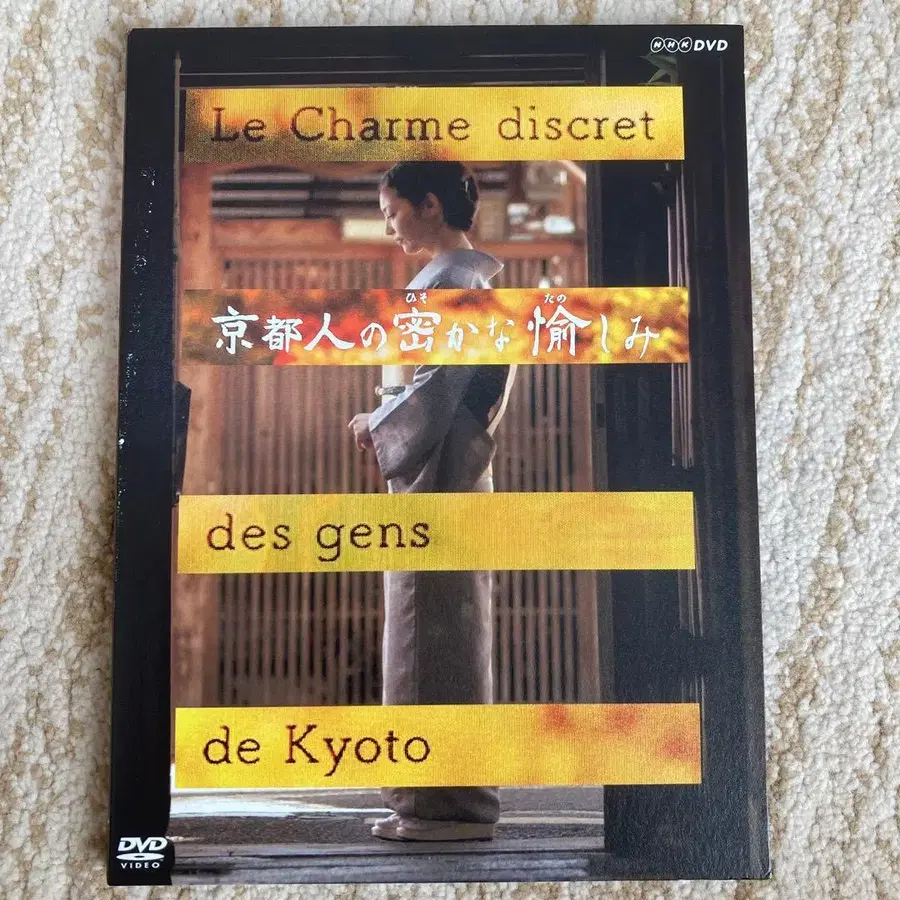 NHK DVD
Le Charme discret
ひそ たの
京都人の密かな愉しみ
des gens
de Kyoto
DVD
VIDEO